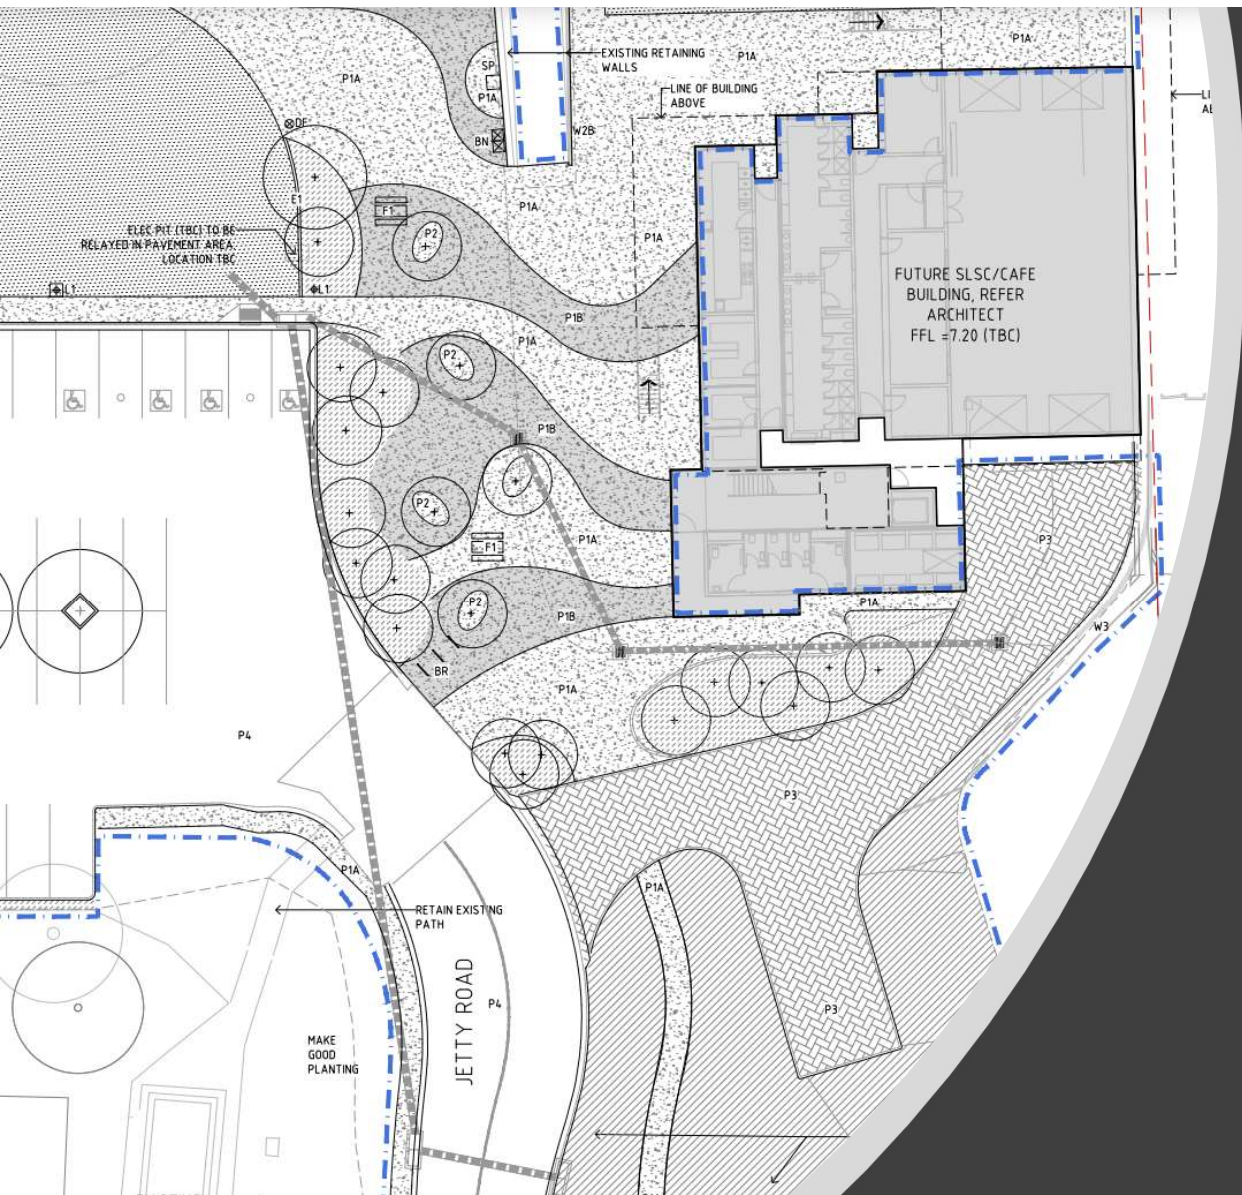 P1A
P1A
P1A
EXISTING RETAINING
WALLS
SP
P1A
LINE OF BUILDING
ABOVE
BN
W2B
E1
F1
P1A
P2
P1A
ELEC PIT (TBC) TO BE
RELAYED IN PAVEMENT AREA.
LOCATION TBC
FUTURE SLSC/CAFE
BUILDING, REFER
ARCHITECT
FFL =7.20 (TBC)
L1
L1
P1B
P1A
P2
P1B
P2
P1A
F1
P3
P2
P1A
P1B
W3
BR
P1A
P4
P3
P1A
P1A
RETAIN EXISTING
PATH
JETTY ROAD
P4
P3
MAKE
GOOD
PLANTING